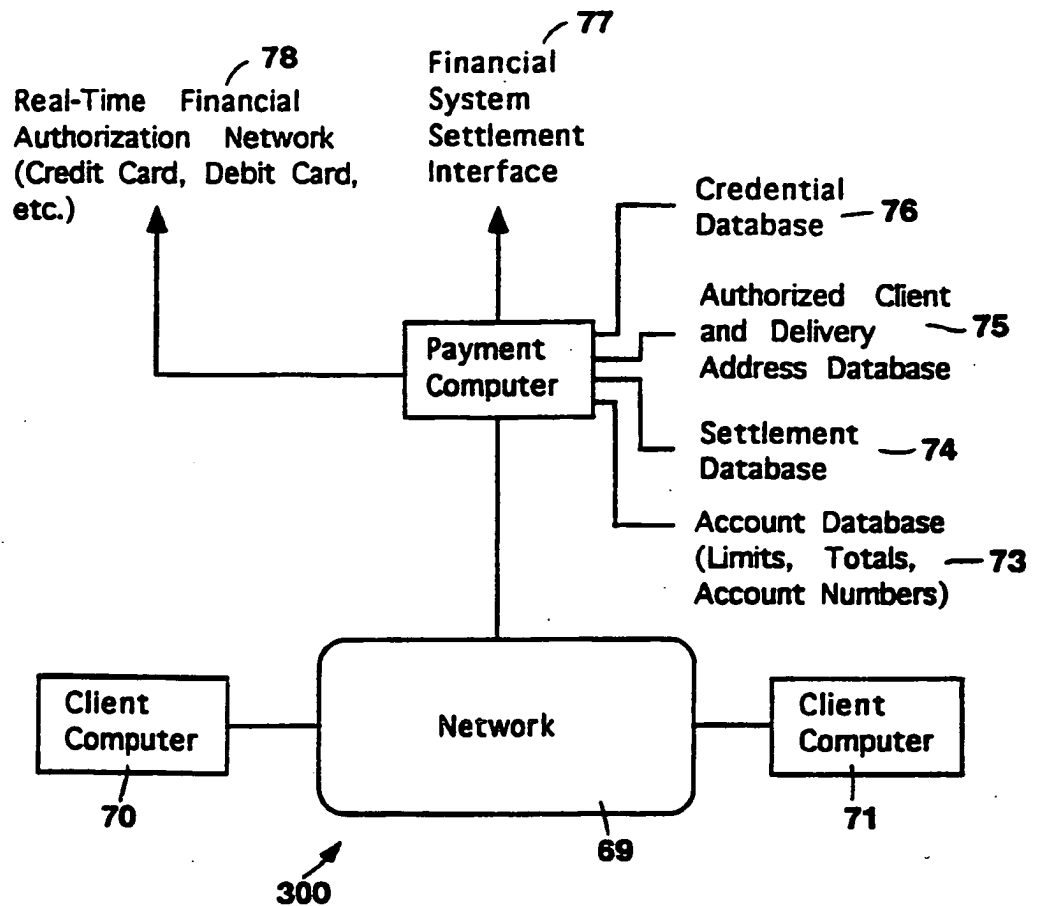 77
78
Financial
System
Settlement
Interface
Real-Time Financial
Authorization Network
(Credit Card, Debit Card,
etc.)
Credential
Database
76
Authorized Client
and Delivery
Address Database
75
Payment
Computer
Settlement
Database
74
Account Database
(Limits, Totals,
Account Numbers)
73
Client
Computer
70
Network
69
Client
Computer
71
300